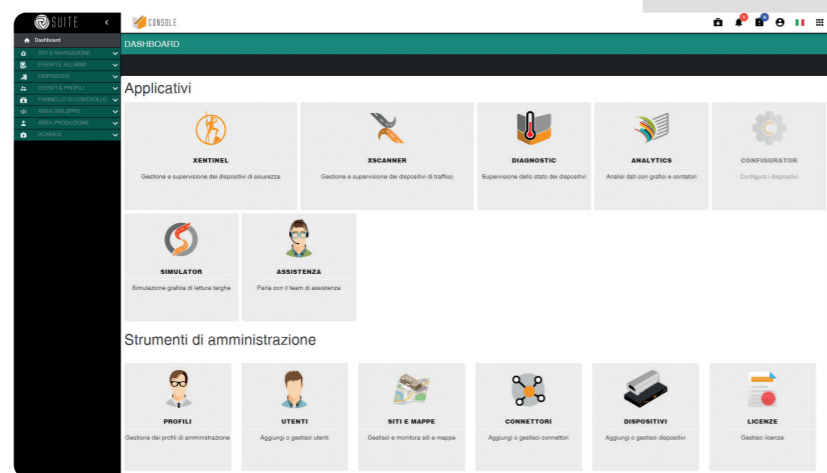 SUITE
CONSOLE
Dashboard
SITI & NAVIGAZIONE
EVENTI E ALLARMI
DISPOSITIVI
UTENTI & PROFILI
PANNELLO DI CONTROLLO
AREA SVILUPPO
AREA PRODUZIONE
SCARICA
DASHBOARD
Applicativi
XENTINEL
Gestione e supervisione dei dispositivi di sicurezza
XSCANNER
Gestione e supervisione dei dispositivi di traffico
DIAGNOSTIC
Supervisione dello stato dei dispositivi
ANALYTICS
Analisi dati con grafici e contatori
CONFIGURATOR
Configura i dispositivi
SIMULATOR
Simulazione grafica di lettura targhe
ASSISTENZA
Parla con il team di assistenza
Strumenti di amministrazione
PROFILI
Gestione dei profili di amministrazione
UTENTI
Aggiungi o gestisci utenti
SITI E MAPPE
Gestisci e monitora siti e mappe
CONNETTORI
Aggiungi o gestisci connettori
DISPOSITIVI
Aggiungi o gestisci dispositivi
LICENZE
Gestisci licenze